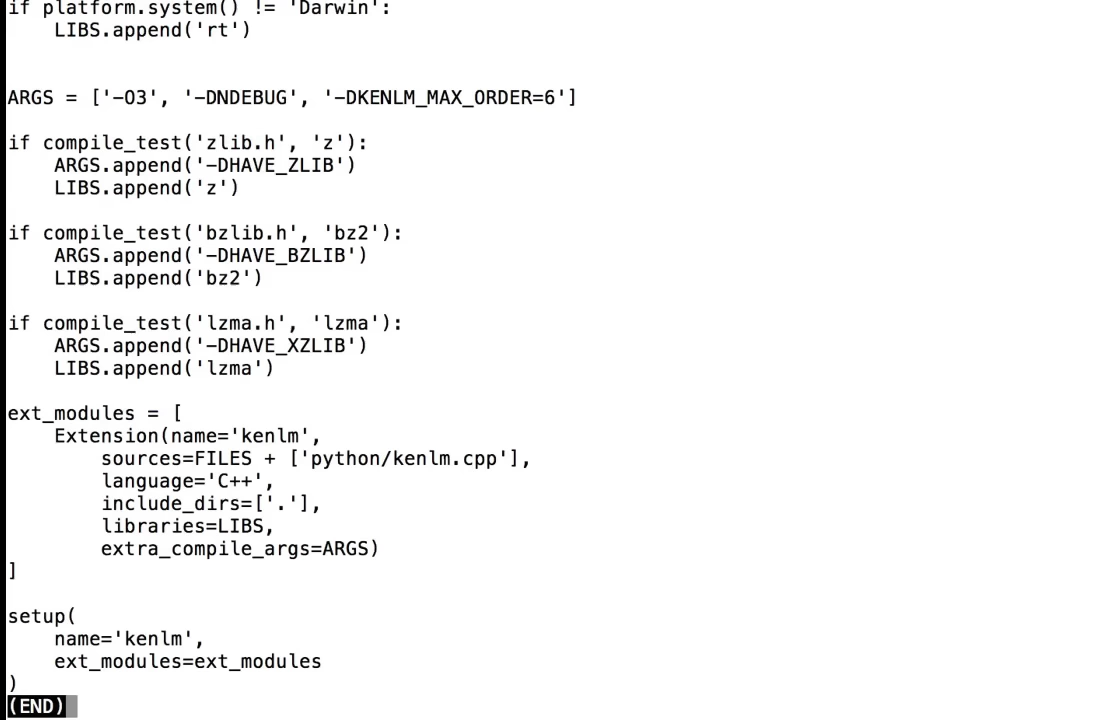 if platform.system() != 'Darwin':
    LIBS.append('rt')
ARGS = ['-O3', '-DNDEBUG', '-DKENLM_MAX_ORDER=6']
if compile_test('zlib.h', 'z'):
    ARGS.append('-DHAVE_ZLIB')
    LIBS.append('z')
if compile_test('bzlib.h', 'bz2'):
    ARGS.append('-DHAVE_BZLIB')
    LIBS.append('bz2')
if compile_test('lzma.h', 'lzma'):
    ARGS.append('-DHAVE_XZLIB')
    LIBS.append('lzma')
ext_modules = [
    Extension(name='kenlm',
        sources=FILES + ['python/kenlm.cpp'],
        language='C++',
        include_dirs=['.'],
        libraries=LIBS,
        extra_compile_args=ARGS)
]
setup(
    name='kenlm',
    ext_modules=ext_modules
)
(END)